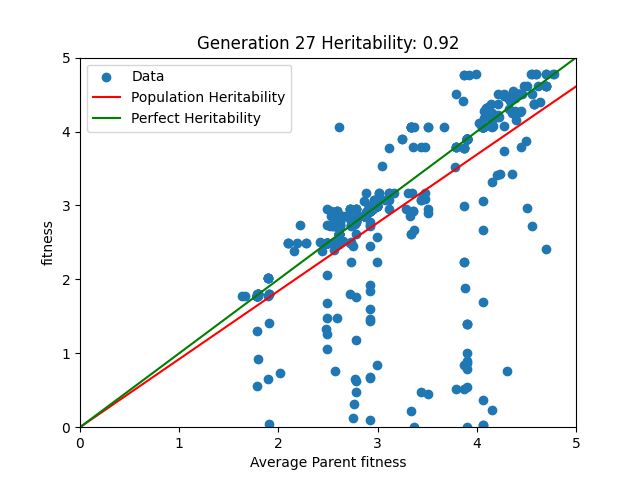 Generation 27 Heritability: 0.92
Data
Population Heritability
Perfect Heritability
fitness
5
4
3
2
1
0
0 1 2 3 4 5
Average Parent fitness